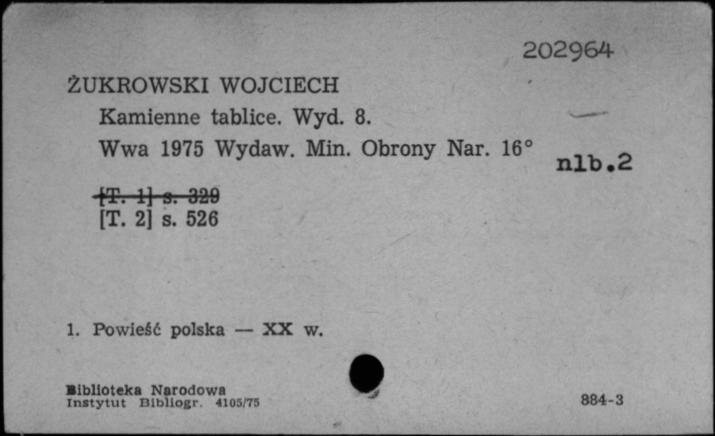 202964
ŻUKROWSKI WOJCIECH
Kamienne tablice. Wyd. 8.
Wwa 1975 Wydaw. Min. Obrony Nar. 16°
nlb.2
[T. 1] s. 329
[T. 2] s. 526
1. Powieść polska — XX w.
Biblioteka Narodowa
Instytut Bibliogr. 4105/75
884-3